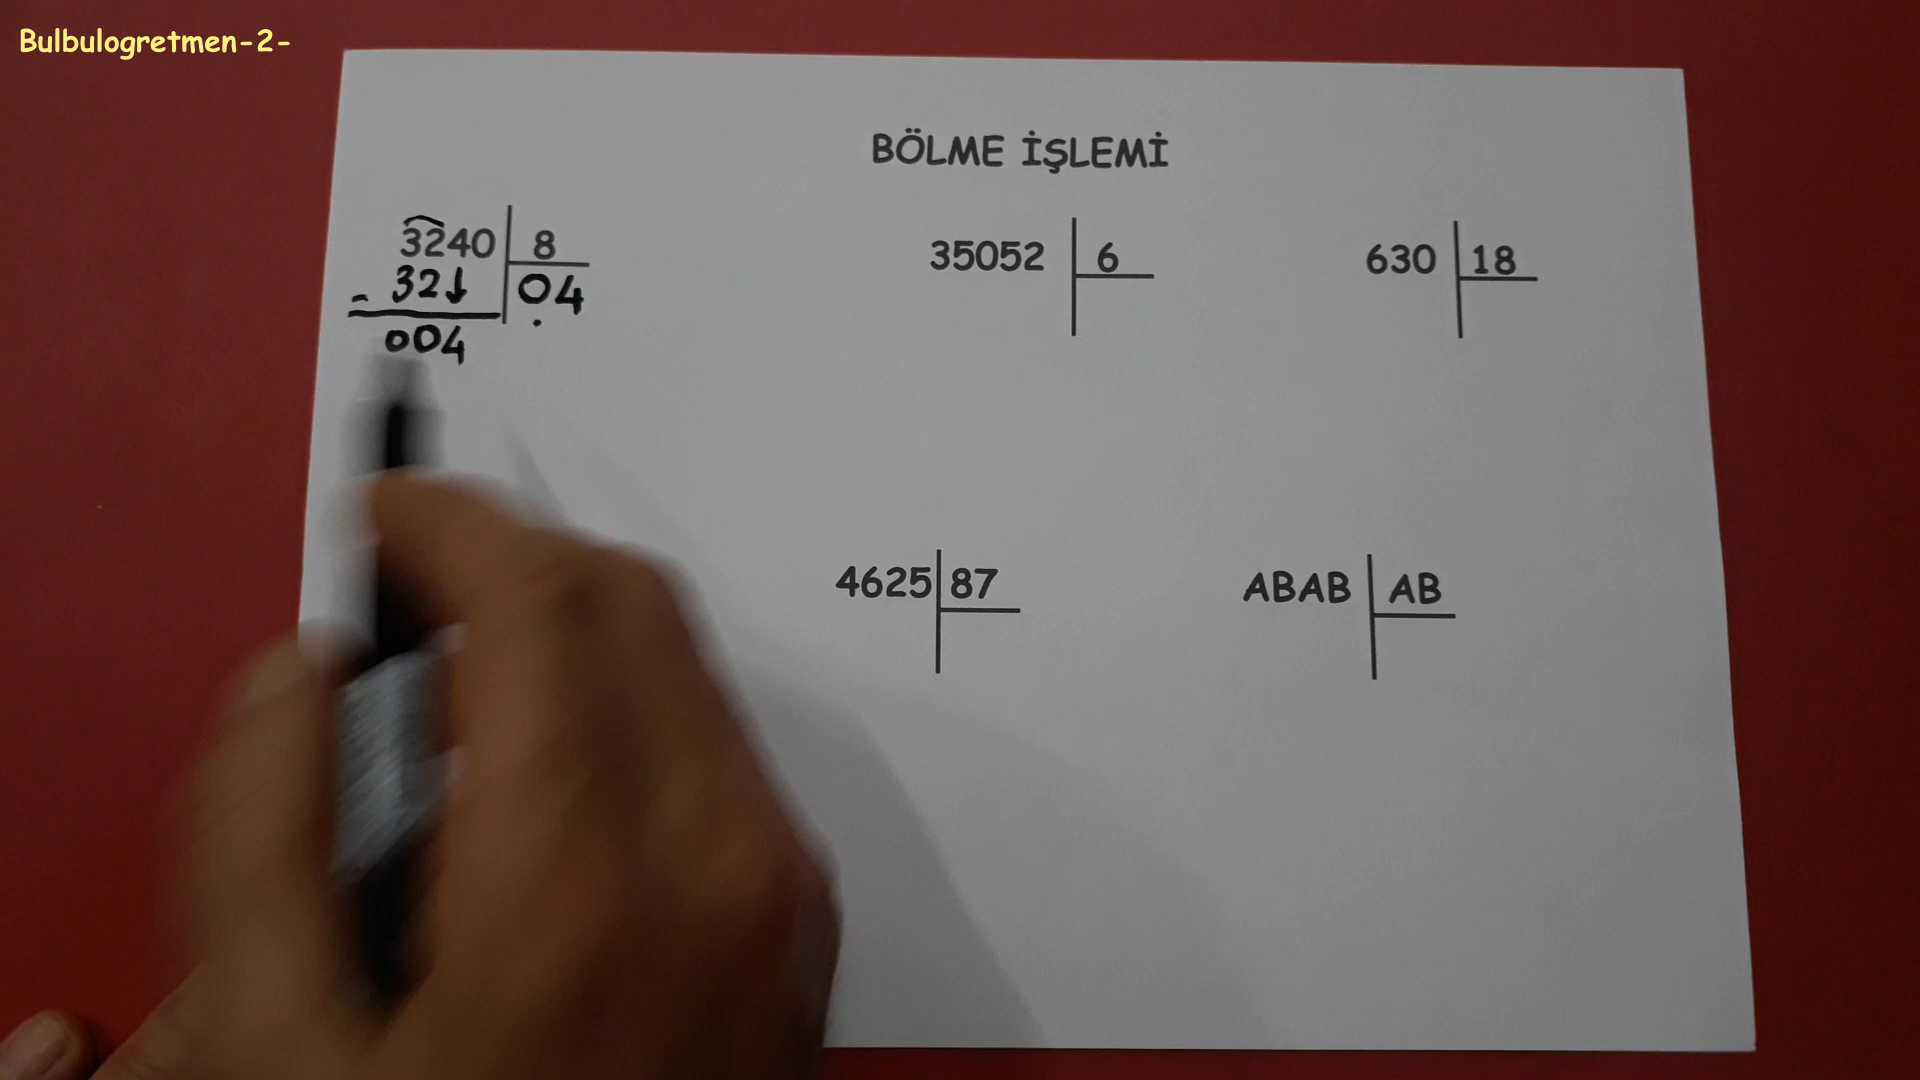 Bulbulogretmen-2-
BÖLME İŞLEMİ
3240 8
- 32↓ 04
.
004
35052 6
630 18
4625 87
ABAB AB